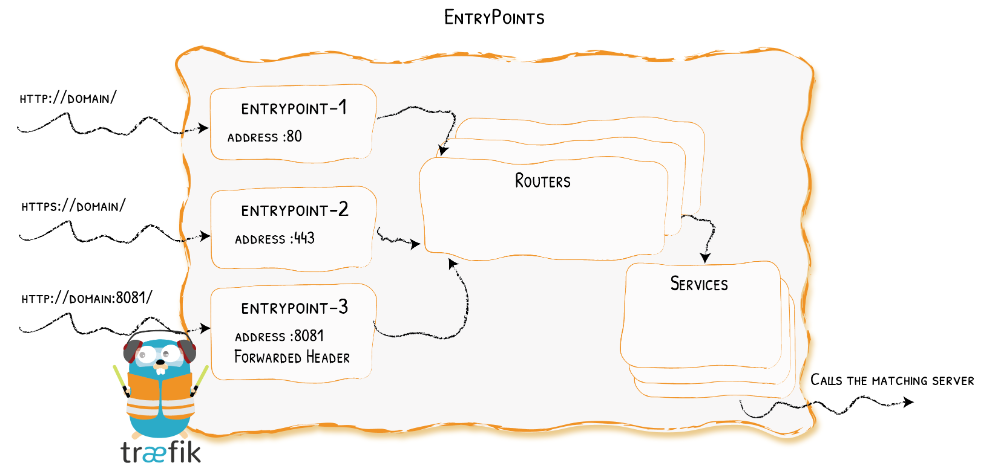 EntryPoints
http://domain/
entrypoint-1
address :80
Routers
https://domain/
entrypoint-2
address :443
Services
http://domain:8081/
entrypoint-3
address :8081
Forwarded Header
Calls the matching server
træfik